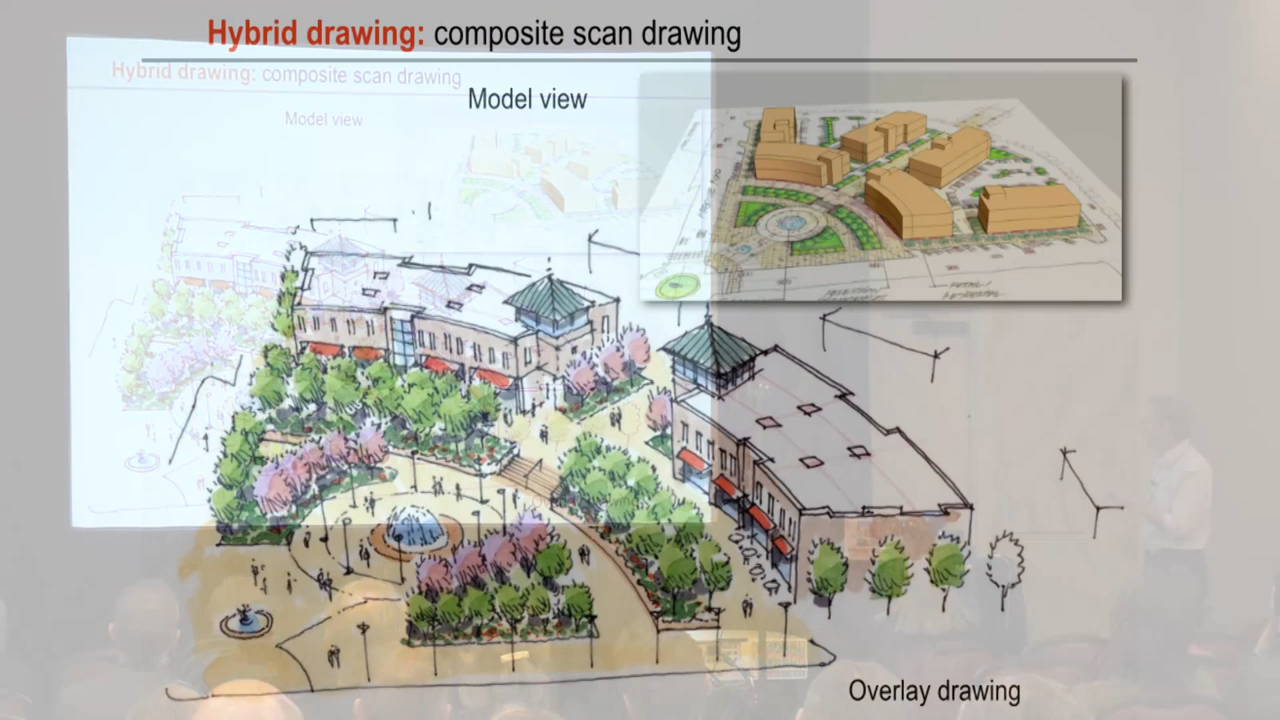 Hybrid drawing: composite scan drawing
Hybrid drawing: composite scan drawing
Model view
Model view
Overlay drawing